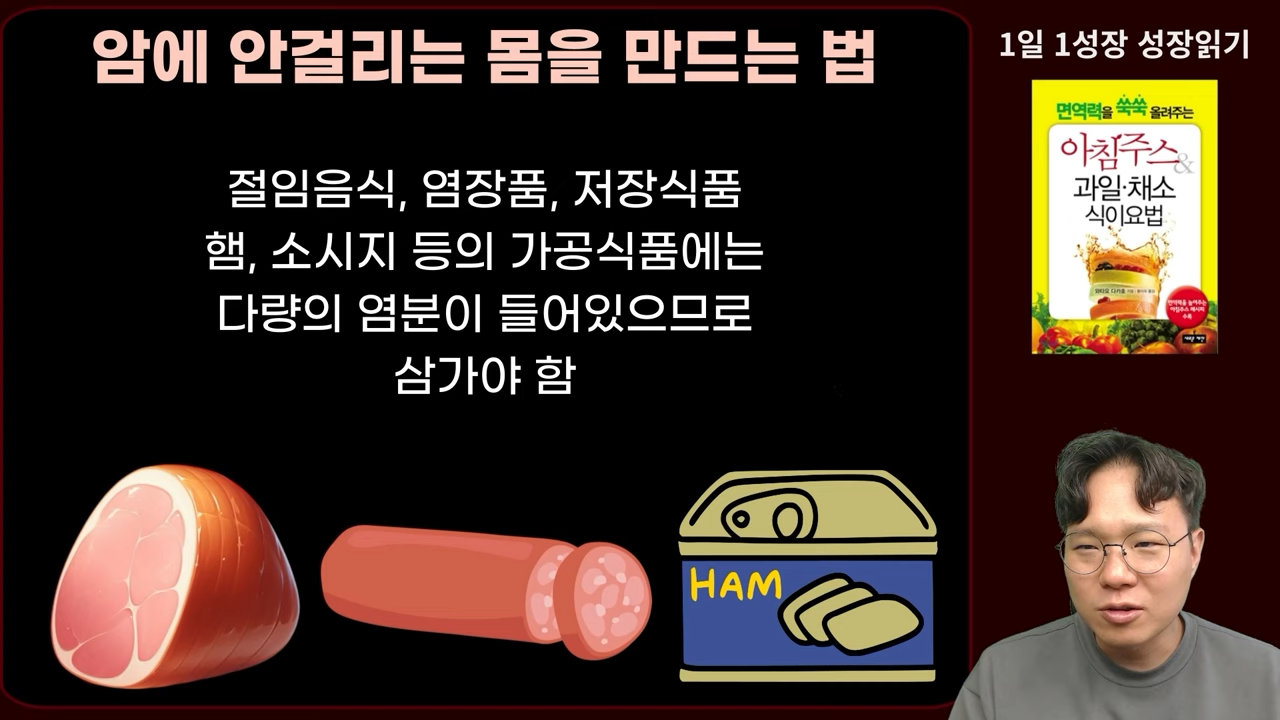 암에 안걸리는 몸을 만드는 법
절임음식, 염장품, 저장식품
햄, 소시지 등의 가공식품에는
다량의 염분이 들어있으므로
삼가야 함
HAM
1일 1성장 성장읽기
면역력을 쑥쑥 올려주는
아침주스
&
과일·채소
식이요법